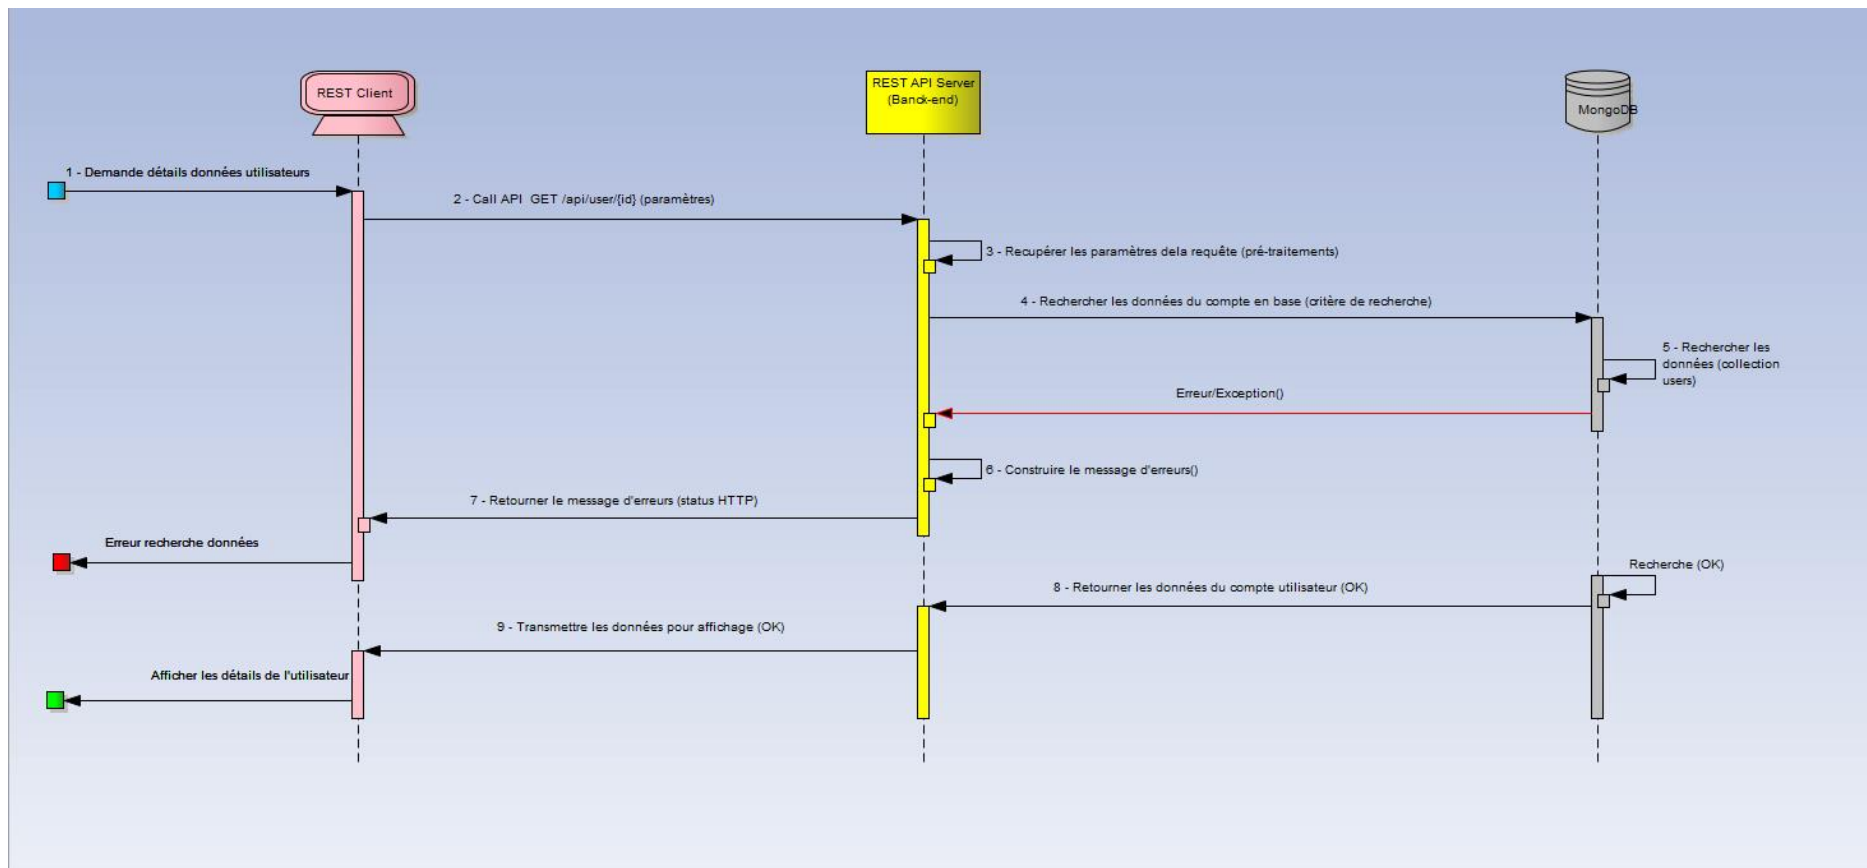 REST Client
REST API Server
(Banck-end)
MongoDB
1 - Demande détails données utilisateurs
2 - Call API  GET /api/user/{id} (paramètres)
3 - Recupérer les paramètres dela requête (pré-traitements)
4 - Rechercher les données du compte en base (critère de recherche)
5 - Rechercher les
données (collection
users)
Erreur/Exception()
6 - Construire le message d'erreurs()
7 - Retourner le message d'erreurs (status HTTP)
Erreur recherche données
Recherche (OK)
8 - Retourner les données du compte utilisateur (OK)
9 - Transmettre les données pour affichage (OK)
Afficher les détails de l'utilisateur